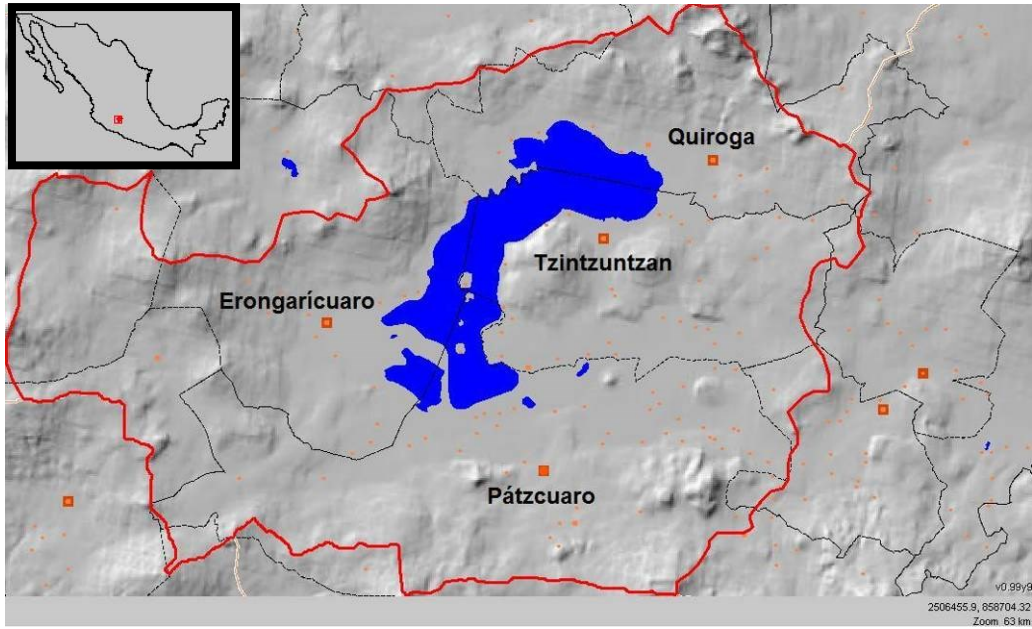 Quiroga
Tzintzuntzan
Erongarícuaro
Pátzcuaro
v0.99y9
2506455.9, 858704.32
Zoom 63 km